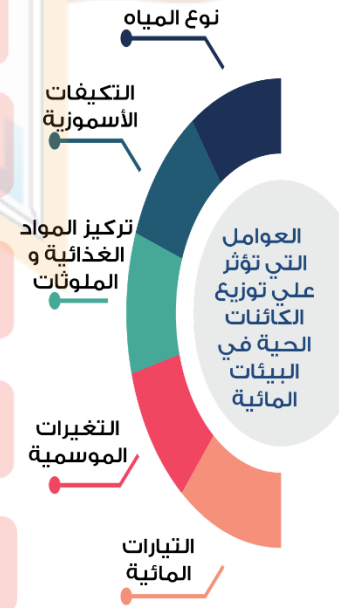 نوع المياه
التكيفات
الأسموزية
تركيز المواد
الغذائية و
الملوثات
التغيرات
الموسمية
التيارات
المائية
العوامل
التي تؤثر
علي توزيع
الكائنات
الحية في
البيئات
المائية